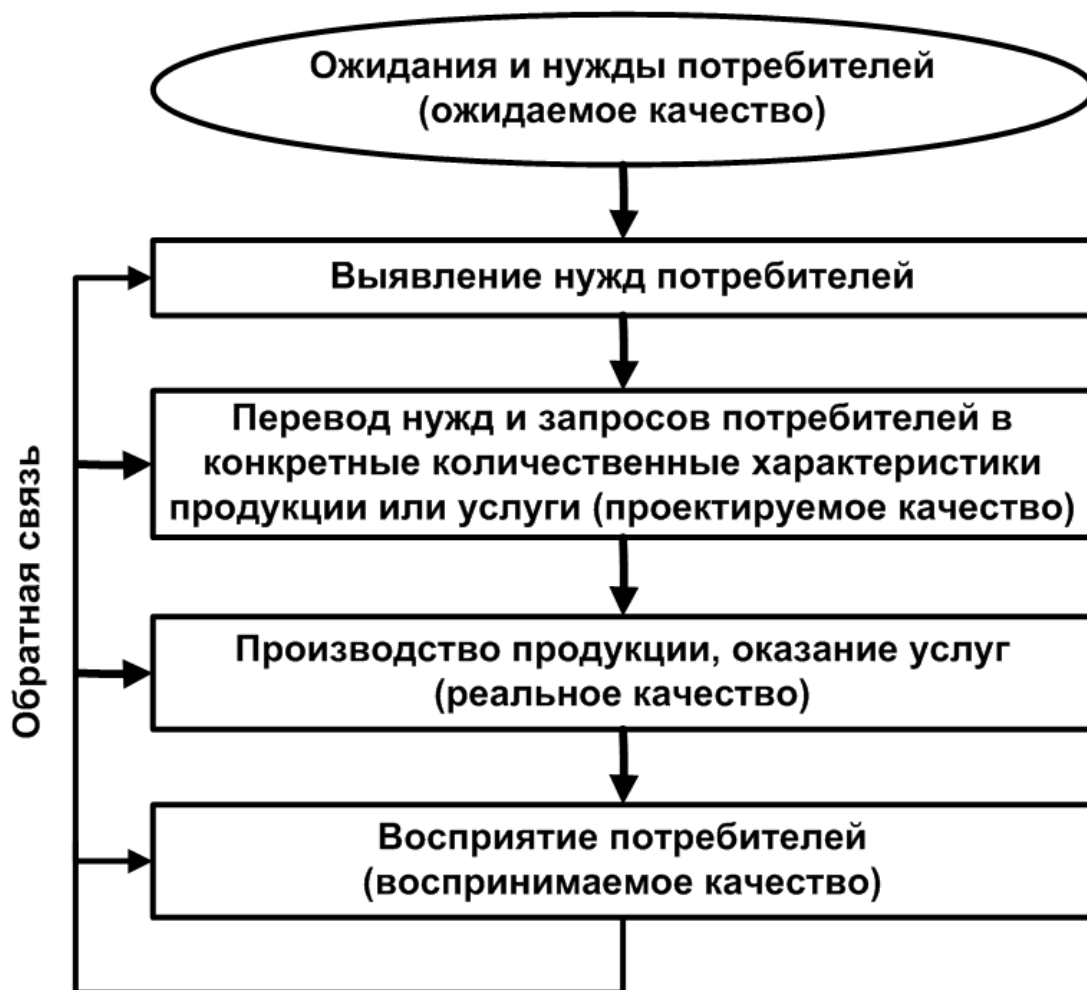 Ожидания и нужды потребителей
(ожидаемое качество)
Выявление нужд потребителей
Перевод нужд и запросов потребителей в
конкретные количественные характеристики
продукции или услуги (проектируемое качество)
Производство продукции, оказание услуг
(реальное качество)
Восприятие потребителей
(воспринимаемое качество)
Обратная связь